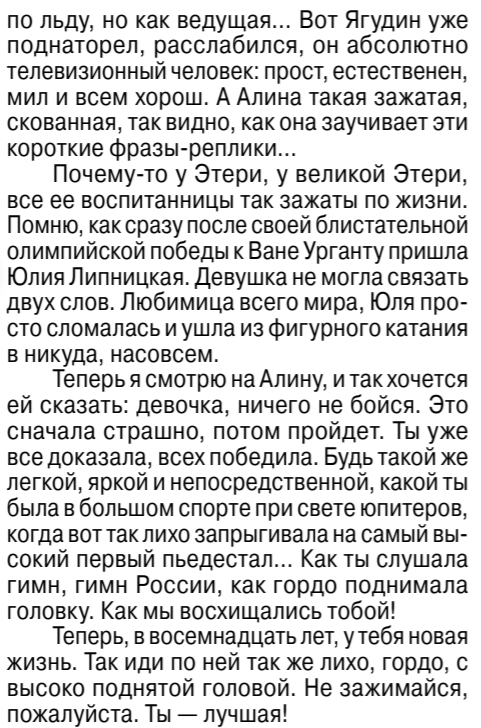 по льду, но как ведущая... Вот Ягудин уже
поднаторел, расслабился, он абсолютно
телевизионный человек: прост, естественен,
мил и всем хорош. А Алина такая зажатая,
скованная, так видно, как она заучивает эти
короткие фразы-реплики...
Почему-то у Этери, у великой Этери,
все ее воспитанницы так зажаты по жизни.
Помню, как сразу после своей блистательной
олимпийской победы к Ване Урганту пришла
Юлия Липницкая. Девушка не могла связать
двух слов. Любимица всего мира, Юля про-
сто сломалась и ушла из фигурного катания
в никуда, насовсем.
Теперь я смотрю на Алину, и так хочется
ей сказать: девочка, ничего не бойся. Это
сначала страшно, потом пройдет. Ты уже
все доказала, всех победила. Будь такой же
легкой, яркой и непосредственной, какой ты
была в большом спорте при свете юпитеров,
когда вот так лихо запрыгивала на самый вы-
сокий первый пьедестал... Как ты слушала
гимн, гимн России, как гордо поднимала
головку. Как мы восхищались тобой!
Теперь, в восемнадцать лет, у тебя новая
жизнь. Так иди по ней так же лихо, гордо, с
высоко поднятой головой. Не зажимайся,
пожалуйста. Ты — лучшая!